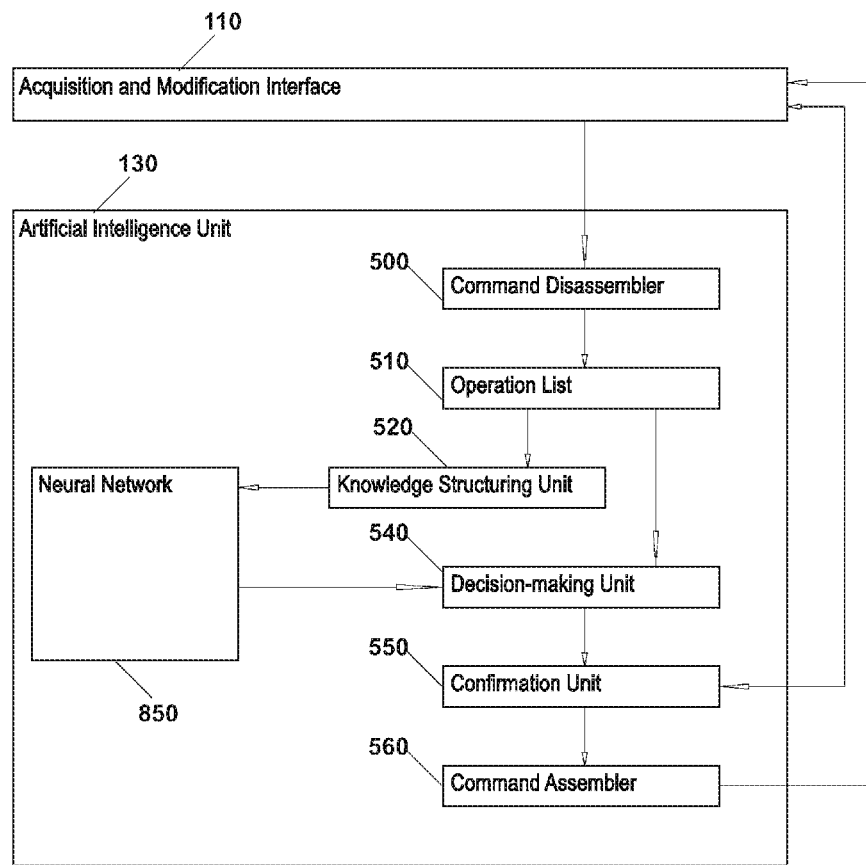 110
Acquisition and Modification Interface
130
Artificial Intelligence Unit
500
Command Disassembler
510
Operation List
520
Neural Network
Knowledge Structuring Unit
540
Decision-making Unit
550
Confirmation Unit
850
560
Command Assembler